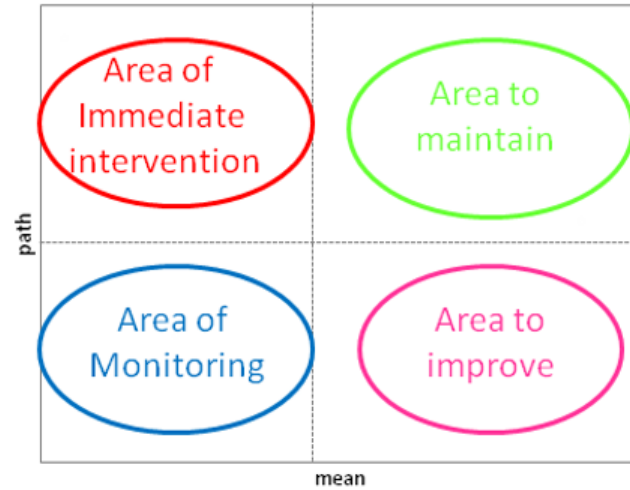 Area of
Immediate
intervention
Area to
maintain
path
Area of
Monitoring
Area to
improve
mean